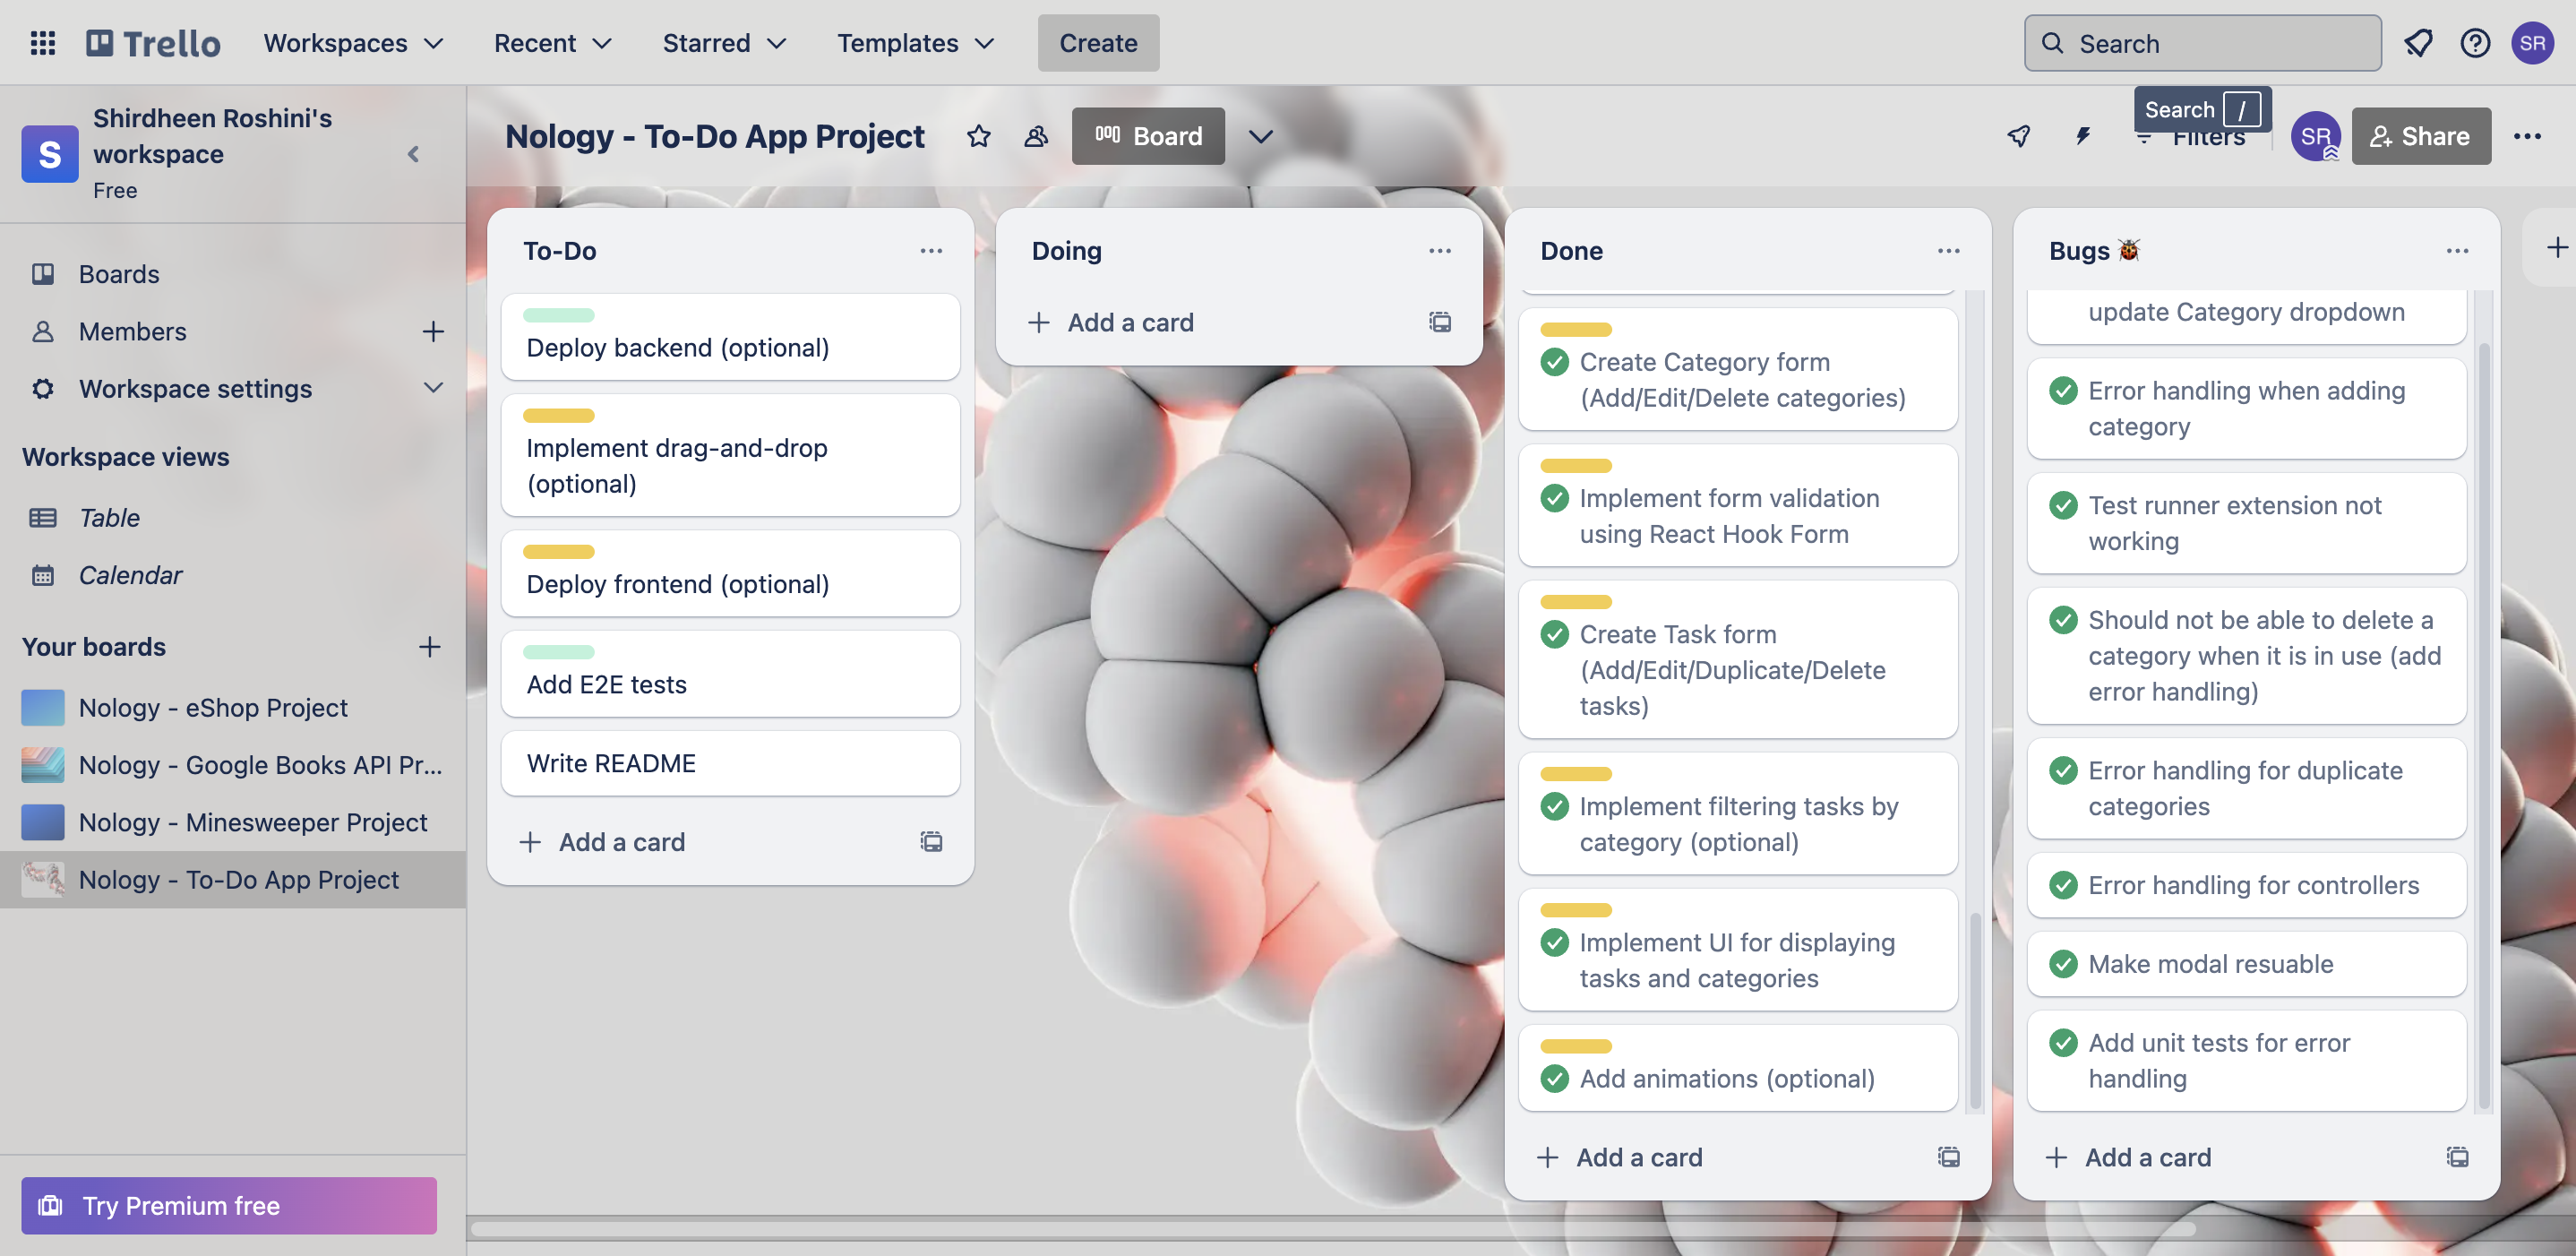 Trello
Workspaces
Recent
Starred
Templates
Create
Search
SR
Shirdheen Roshini's
workspace
Free
S
Boards
Members
Workspace settings
Workspace views
Table
Calendar
Your boards
Nology - eShop Project
Nology - Google Books API Pr...
Nology - Minesweeper Project
Nology - To-Do App Project
Try Premium free
Nology - To-Do App Project
Board
Search /
Filters
SR
Share
To-Do
Deploy backend (optional)
Implement drag-and-drop
(optional)
Deploy frontend (optional)
Add E2E tests
Write README
Add a card
Doing
Add a card
Done
Create Category form
(Add/Edit/Delete categories)
Implement form validation
using React Hook Form
Create Task form
(Add/Edit/Duplicate/Delete
tasks)
Implement filtering tasks by
category (optional)
Implement UI for displaying
tasks and categories
Add animations (optional)
Add a card
Bugs 🐞
update Category dropdown
Error handling when adding
category
Test runner extension not
working
Should not be able to delete a
category when it is in use (add
error handling)
Error handling for duplicate
categories
Error handling for controllers
Make modal resuable
Add unit tests for error
handling
Add a card